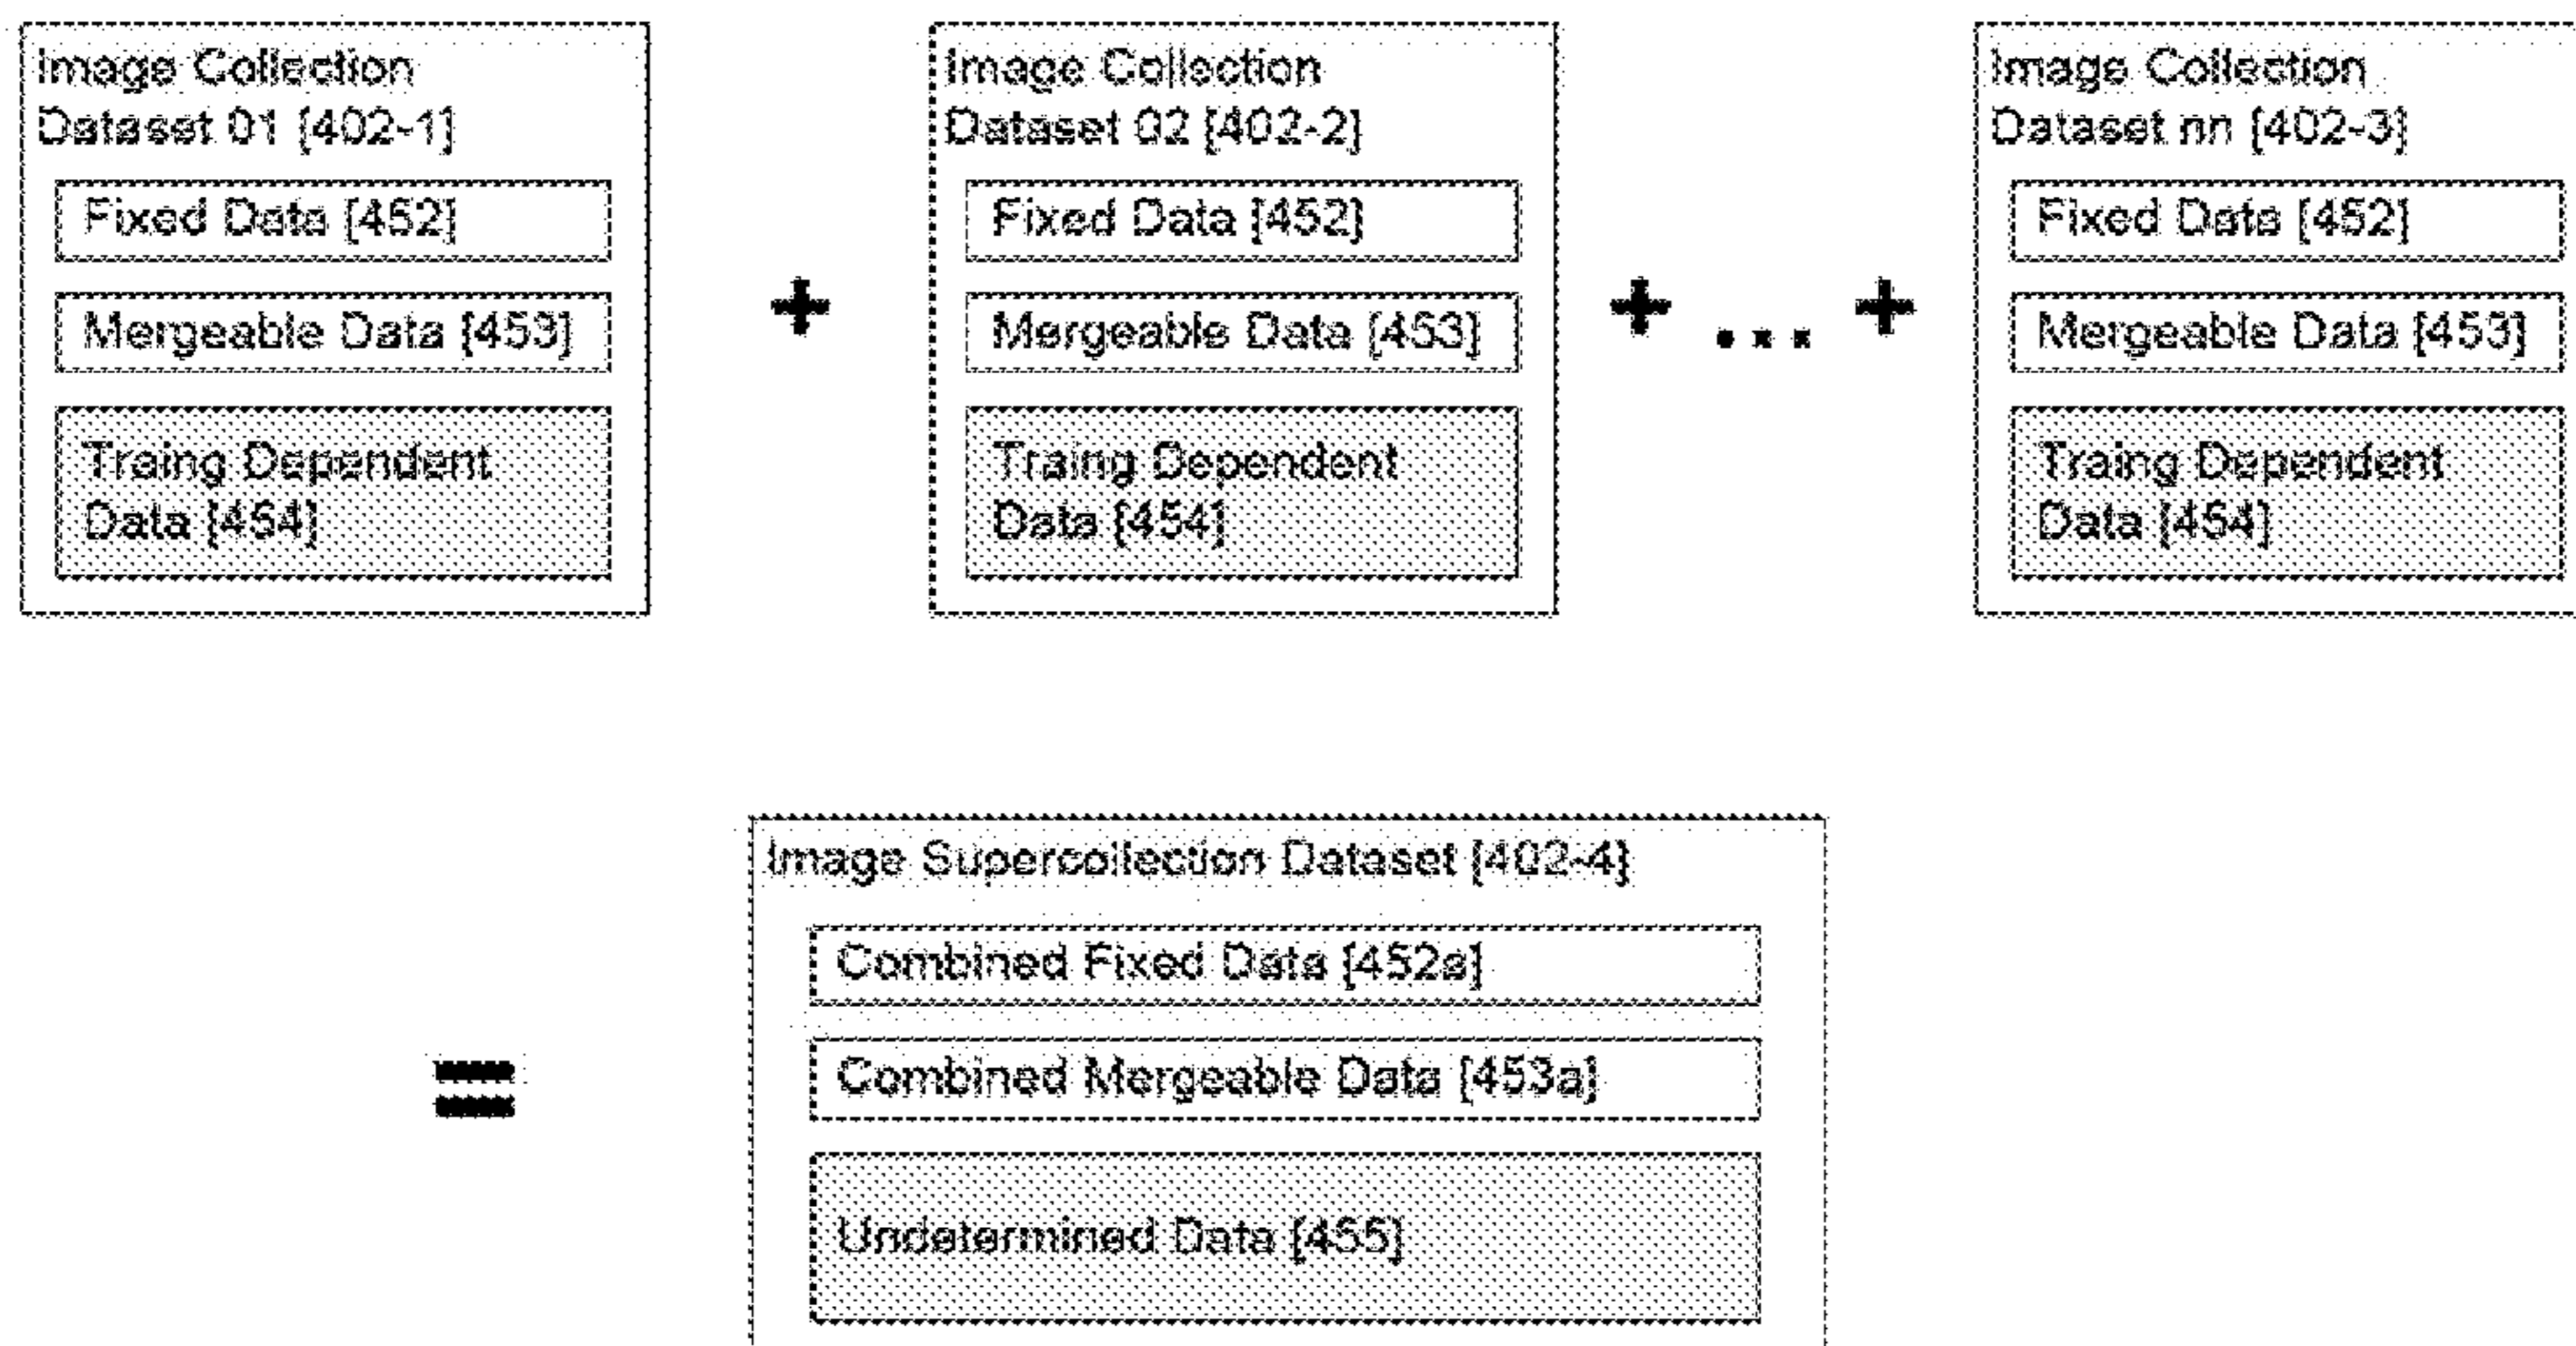 Image Collection
Dataset 01 [402-1]
Fixed Data [452]
Mergeable Data [453]
Traing Dependent
Data [454]
+
Image Collection
Dataset 02 [402-2]
Fixed Data [452]
Mergeable Data [453]
Traing Dependent
Data [454]
+ ... +
Image Collection
Dataset nn [402-3]
Fixed Data [452]
Mergeable Data [453]
Traing Dependent
Data [454]
=
Image Supercollection Dataset [402-4]
Combined Fixed Data [452a]
Combined Mergeable Data [453a]
Undetermined Data [455]